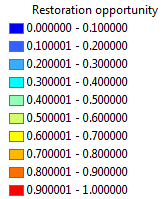 Restoration opportunity
0.000000 - 0.100000
0.100001 - 0.200000
0.200001 - 0.300000
0.300001 - 0.400000
0.400001 - 0.500000
0.500001 - 0.600000
0.600001 - 0.700000
0.700001 - 0.800000
0.800001 - 0.900000
0.900001 - 1.000000